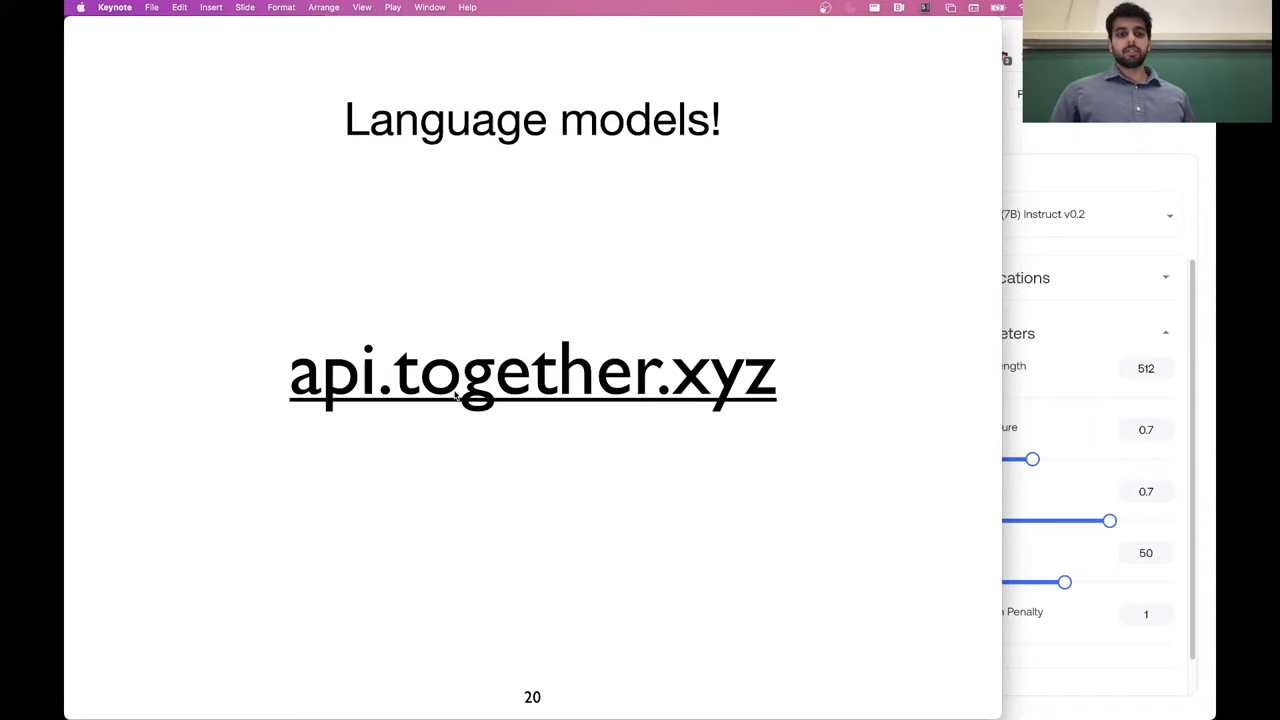 Keynote File Edit Insert Slide Format Arrange View Play Window Help
Language models!
api.together.xyz
20
(7B) Instruct v0.2
cations
eters
ngth 512
ure 0.7
0.7
50
n Penalty 1